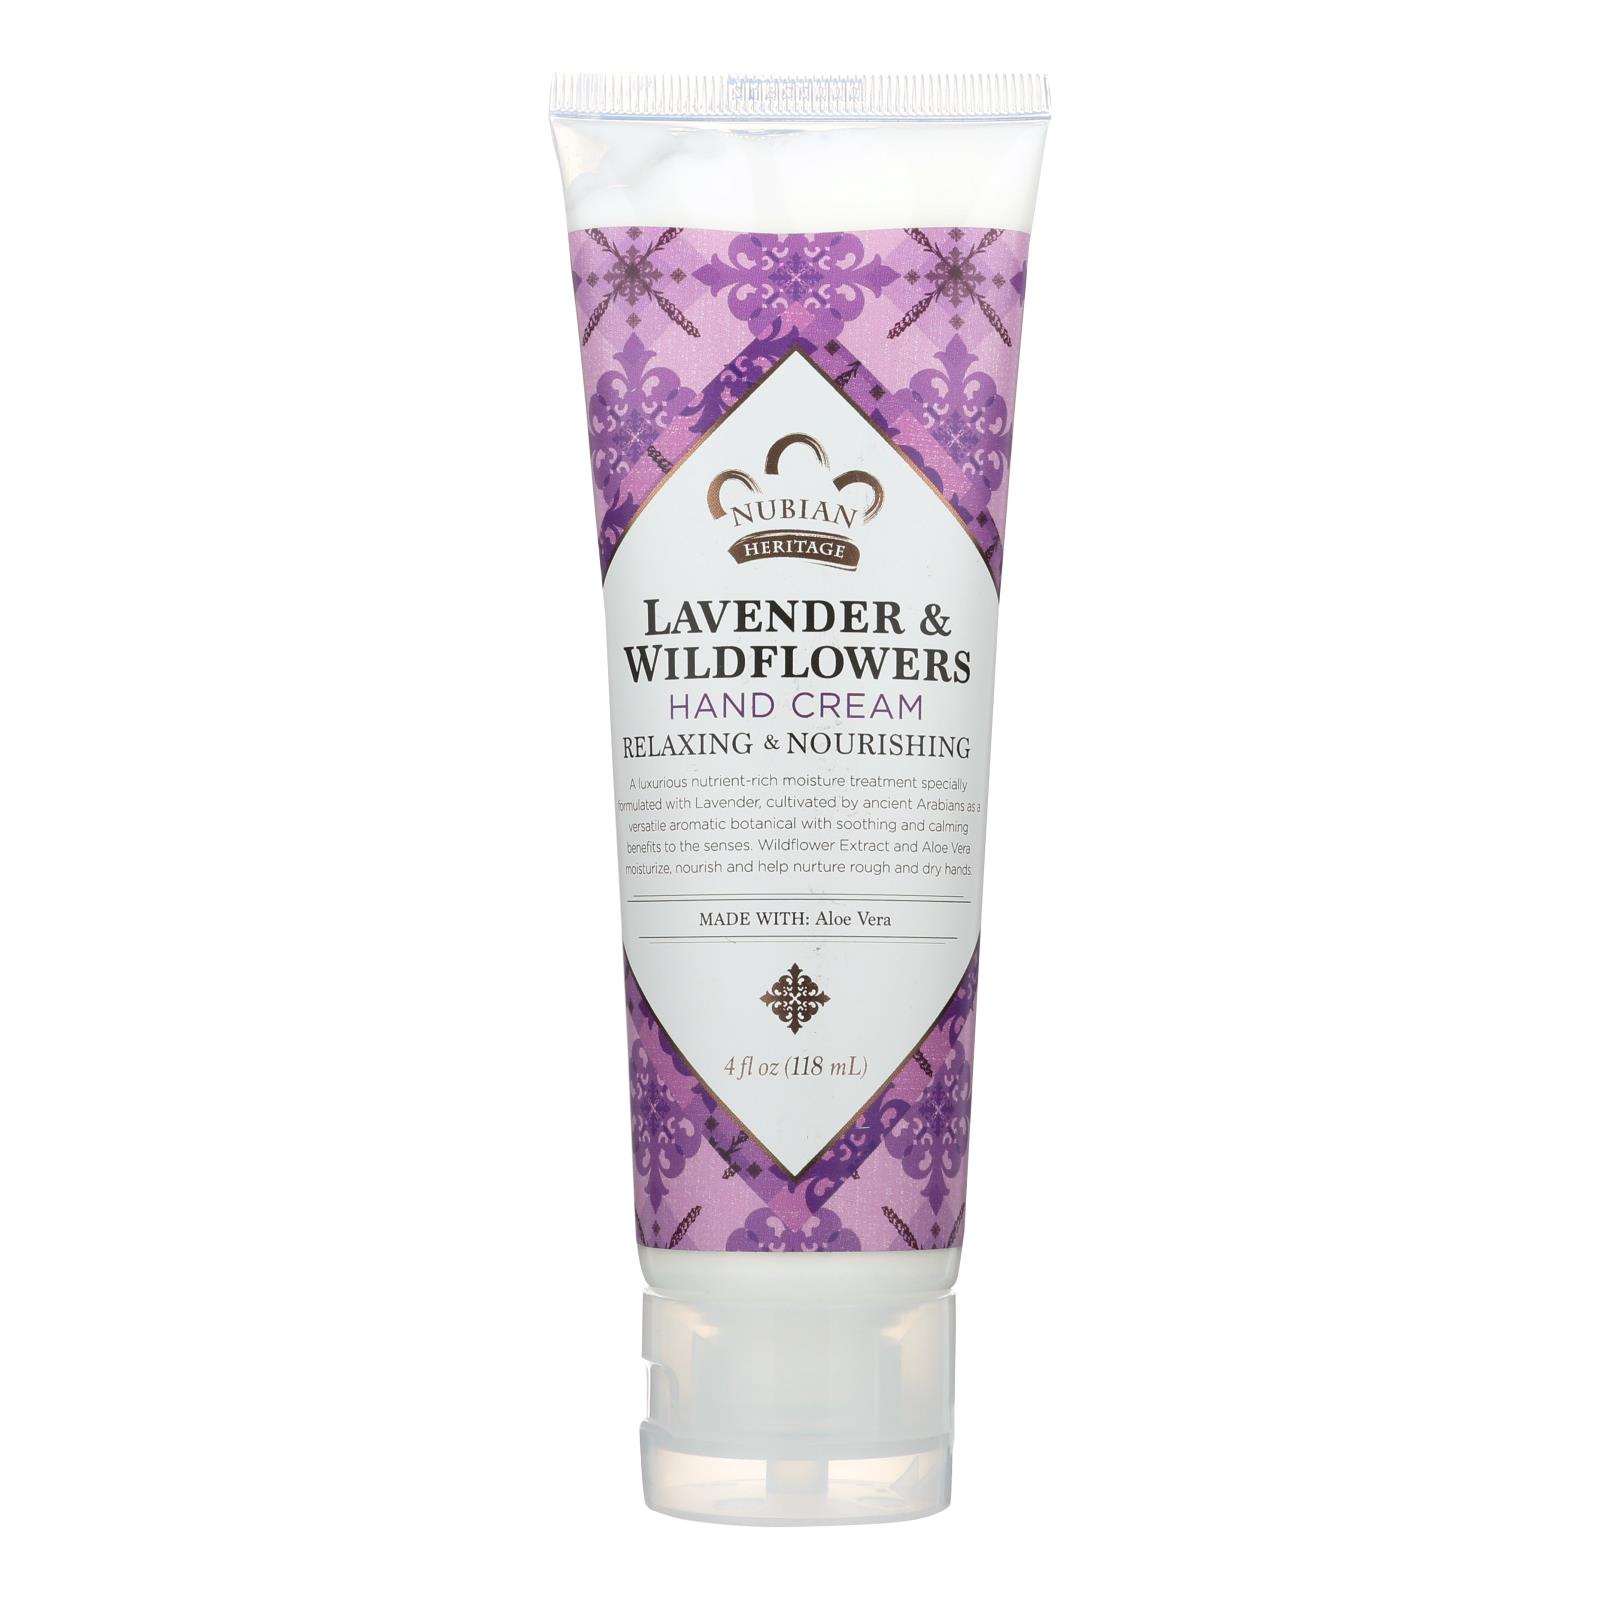 NUBIAN
HERITAGE
LAVENDER &
WILDFLOWERS
HAND CREAM
RELAXING & NOURISHING
A luxurious nutrient-rich moisture treatment specially
formulated with Lavender, cultivated by ancient Arabians as a
versatile aromatic botanical with soothing and calming
benefits to the senses. Wildflower Extract and Aloe Vera
moisturize, nourish and help nurture rough and dry hands.
MADE WITH: Aloe Vera
4 fl oz (118 mL)